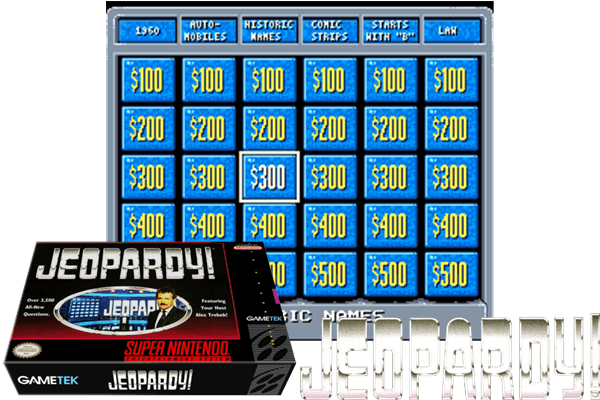 1960 AUTO- HISTORIC COMIC STARTS LAW
MOBILES NAMES STRIPS WITH "B"
$100 $100 $100 $100 $100 $100
$200 $200 $200 $200 $200 $200
$300 $300 $300 $300 $300 $300
$400 $400 $400 $400 $400 $400
$500 $500 $500
NAMES
JEOPARDY!
Over 3,500
All-New
Questions.
JEOPARDY
Featuring
Your Host
Alex Trebek!
SUPER NINTENDO
ENTERTAINMENT SYSTEM
GAMETEK
JEOPARDY!
GAMETEK
JEOPARDY!